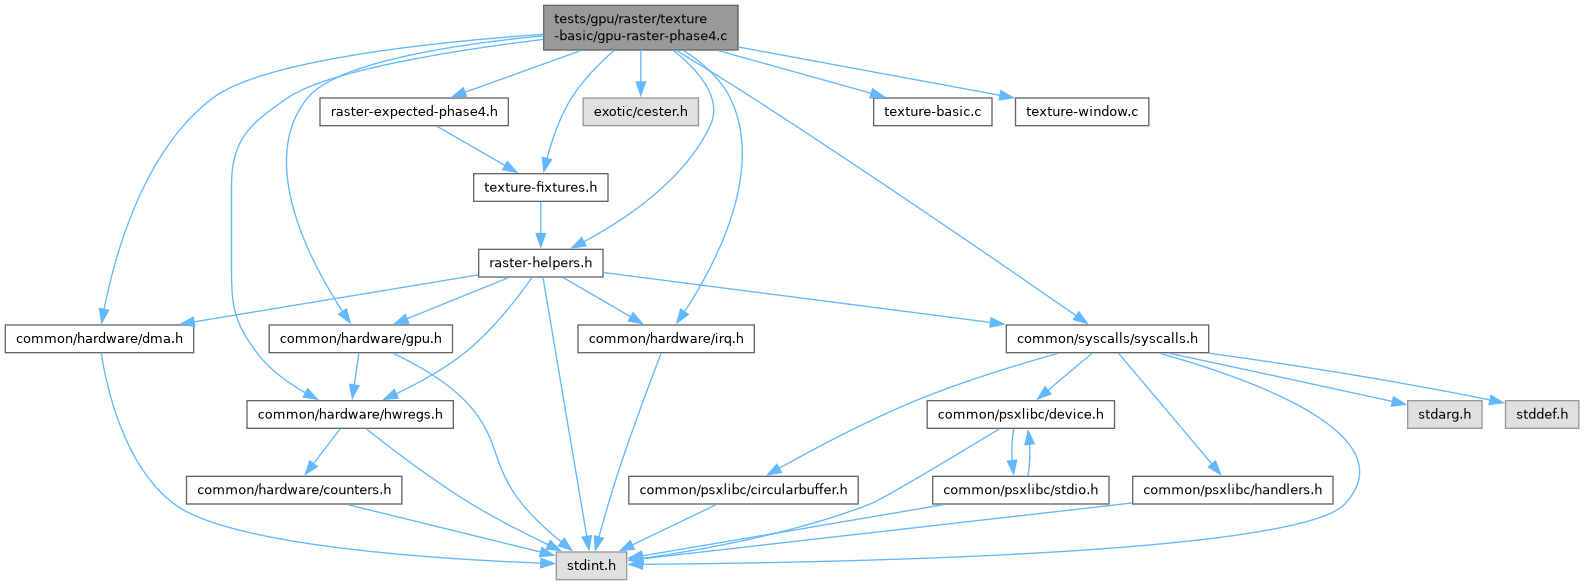 tests/gpu/raster/texture
-basic/gpu-raster-phase4.c
raster-expected-phase4.h
exotic/cester.h
texture-basic.c
texture-window.c
texture-fixtures.h
raster-helpers.h
common/hardware/dma.h
common/hardware/gpu.h
common/hardware/irq.h
common/syscalls/syscalls.h
common/hardware/hwregs.h
common/psxlibc/device.h
stdarg.h
stddef.h
common/hardware/counters.h
common/psxlibc/circularbuffer.h
common/psxlibc/stdio.h
common/psxlibc/handlers.h
stdint.h